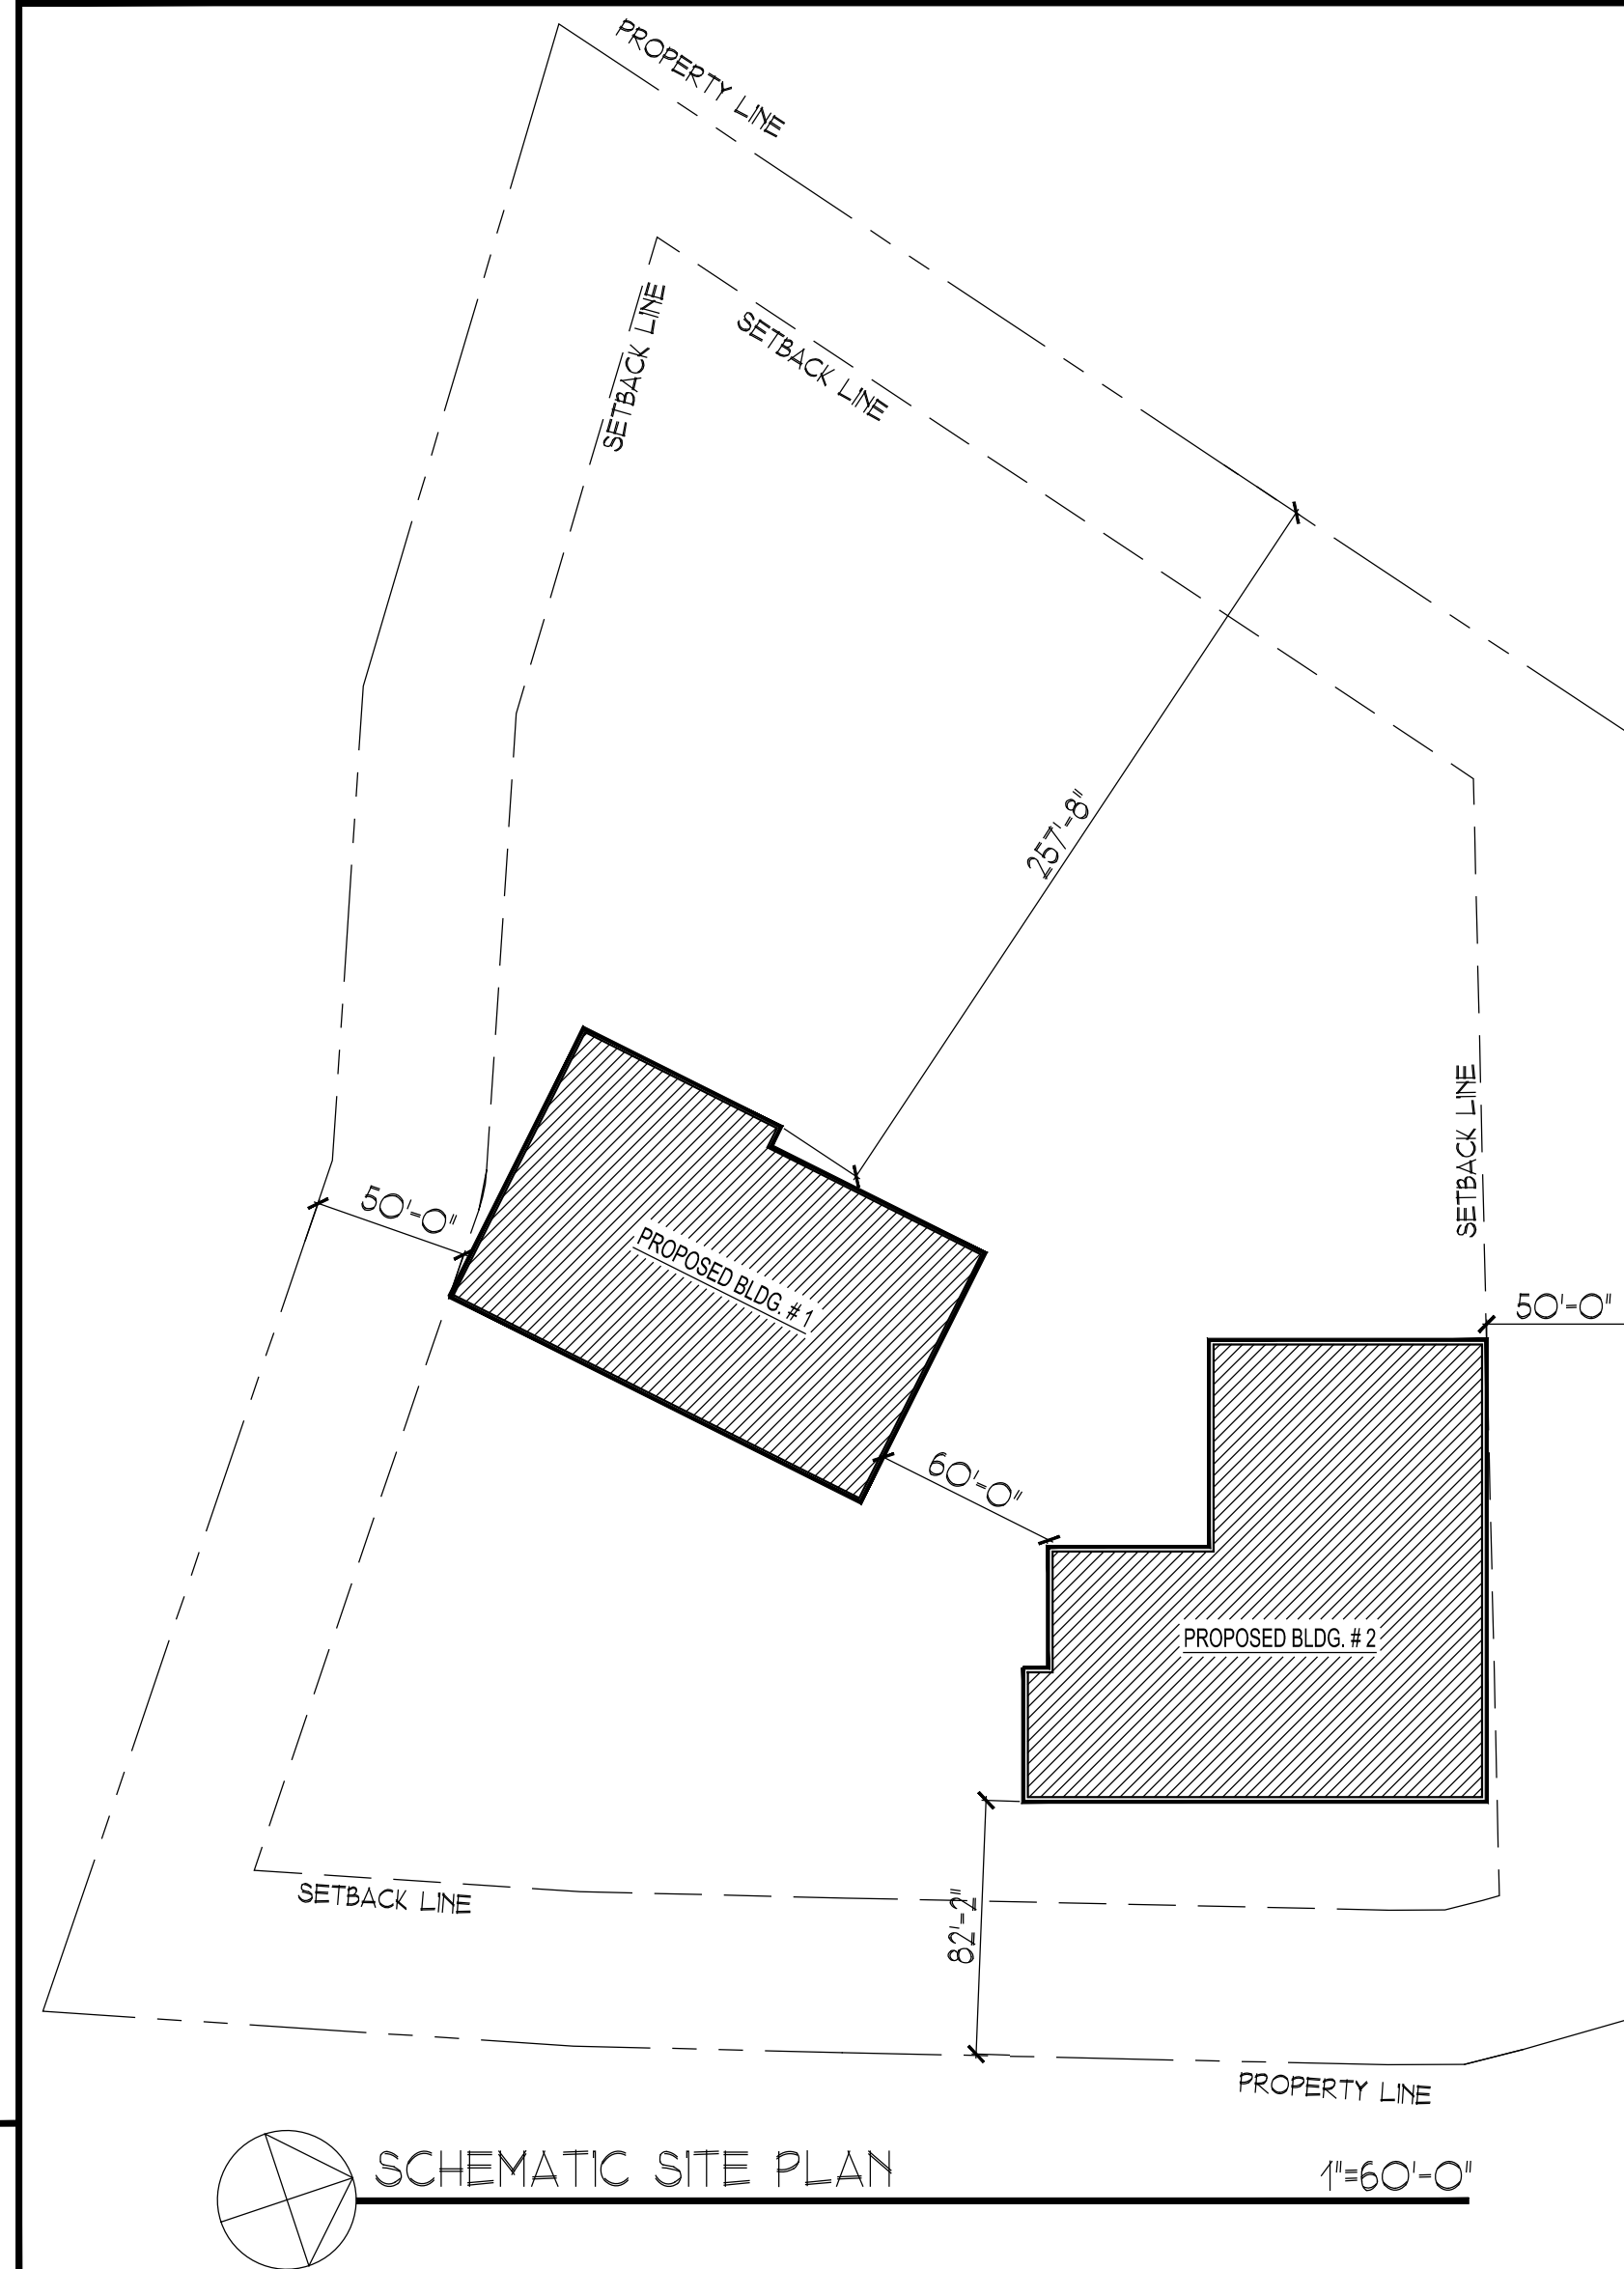 PROPERTY LINE
SETBACK LINE
SETBACK LINE
257'-8"
SETBACK LINE
50'-0"
PROPOSED BLDG. # 1
50'-0"
60'-0"
PROPOSED BLDG. # 2
SETBACK LINE
82'-2"
PROPERTY LINE
SCHEMATIC SITE PLAN
1"=60'-0"